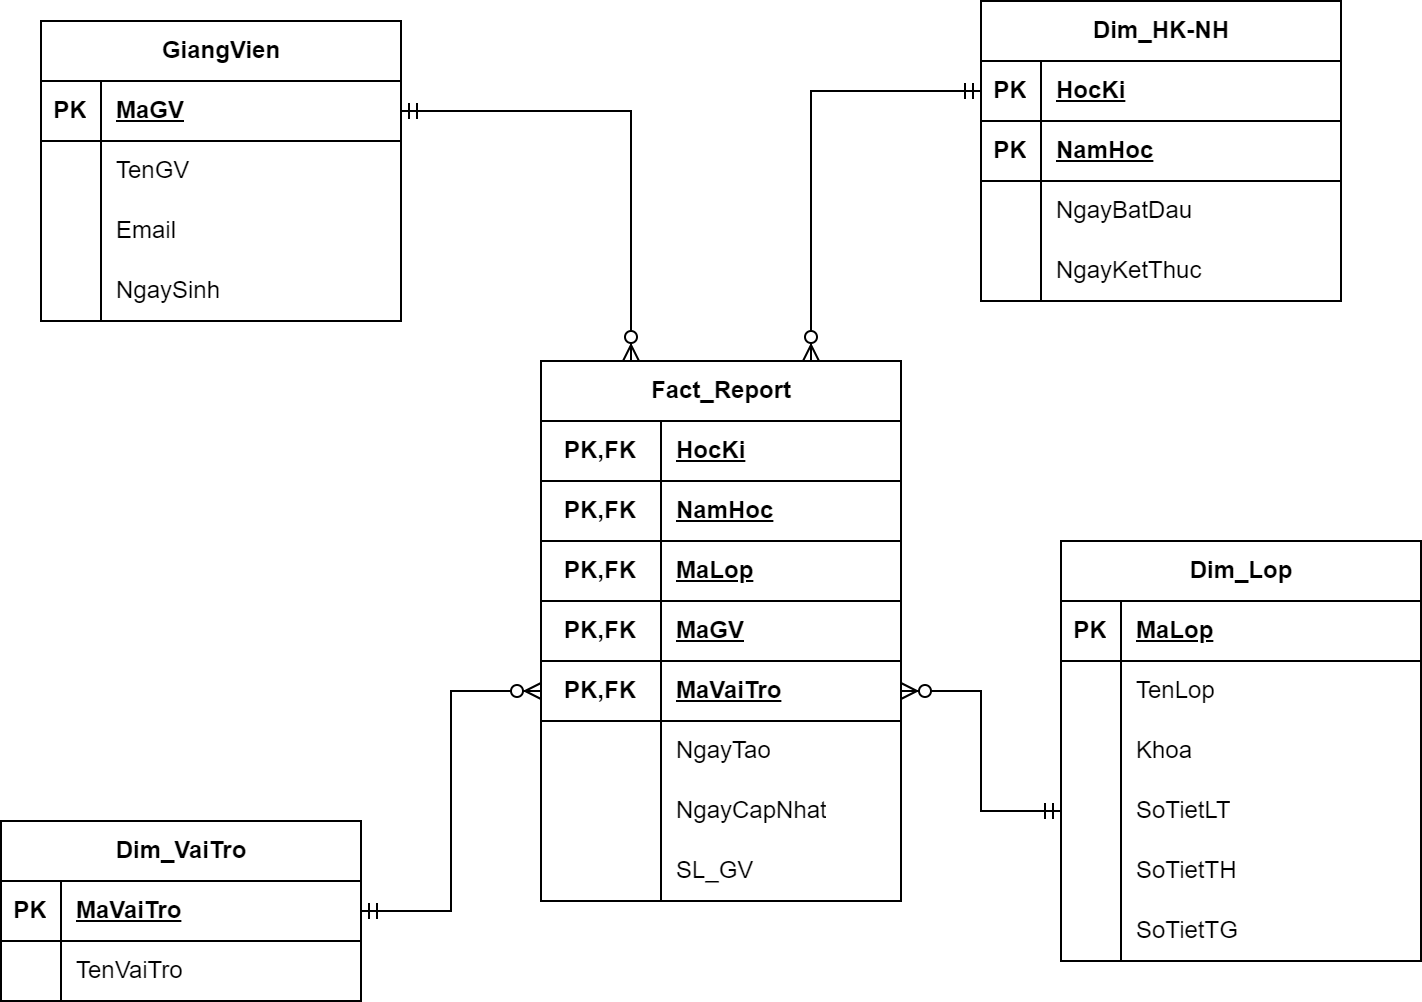 GiangVien
PK MaGV
TenGV
Email
NgaySinh
Dim_HK-NH
PK HocKi
PK NamHoc
NgayBatDau
NgayKetThuc
Fact_Report
PK,FK HocKi
PK,FK NamHoc
PK,FK MaLop
PK,FK MaGV
PK,FK MaVaiTro
NgayTao
NgayCapNhat
SL_GV
Dim_Lop
PK MaLop
TenLop
Khoa
SoTietLT
SoTietTH
SoTietTG
Dim_VaiTro
PK MaVaiTro
TenVaiTro